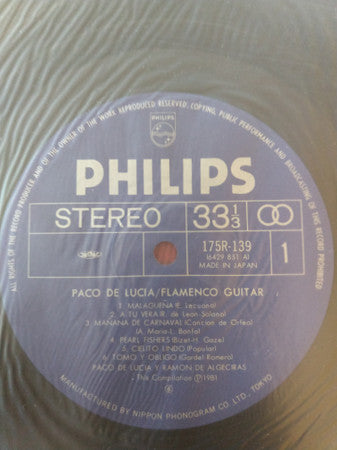 ALL RIGHTS OF THE RECORD PRODUCER AND OF THE OWNER OF THE WORK REPRODUCED RESERVED. COPYING, PUBLIC PERFORMANCE AND BROADCASTING OF THIS RECORD PROHIBITED
PHILIPS
PHILIPS
STEREO 33 1/3
175R-139
(6429 851 A)
MADE IN JAPAN
1
PACO DE LUCIA/FLAMENCO GUITAR
1. MALAGUEÑA (E. Lecuona)
2. A TU VERA (R. de Leon-Solano)
3. MANANA DE CARNAVAL (Cancion de Orfeo)
(A. Maria-L. Bonfa)
4. PEARL FISHERS (Bizet-H. Gaze)
5. CIELITO LINDO (Popular)
6. TOMO Y OBLIGO (Gardel Romero)
PACO DE LUCIA Y RAMON DE ALGECIRAS
This Compilation Ⓟ 1981
MANUFACTURED BY NIPPON PHONOGRAM CO. LTD., TOKYO